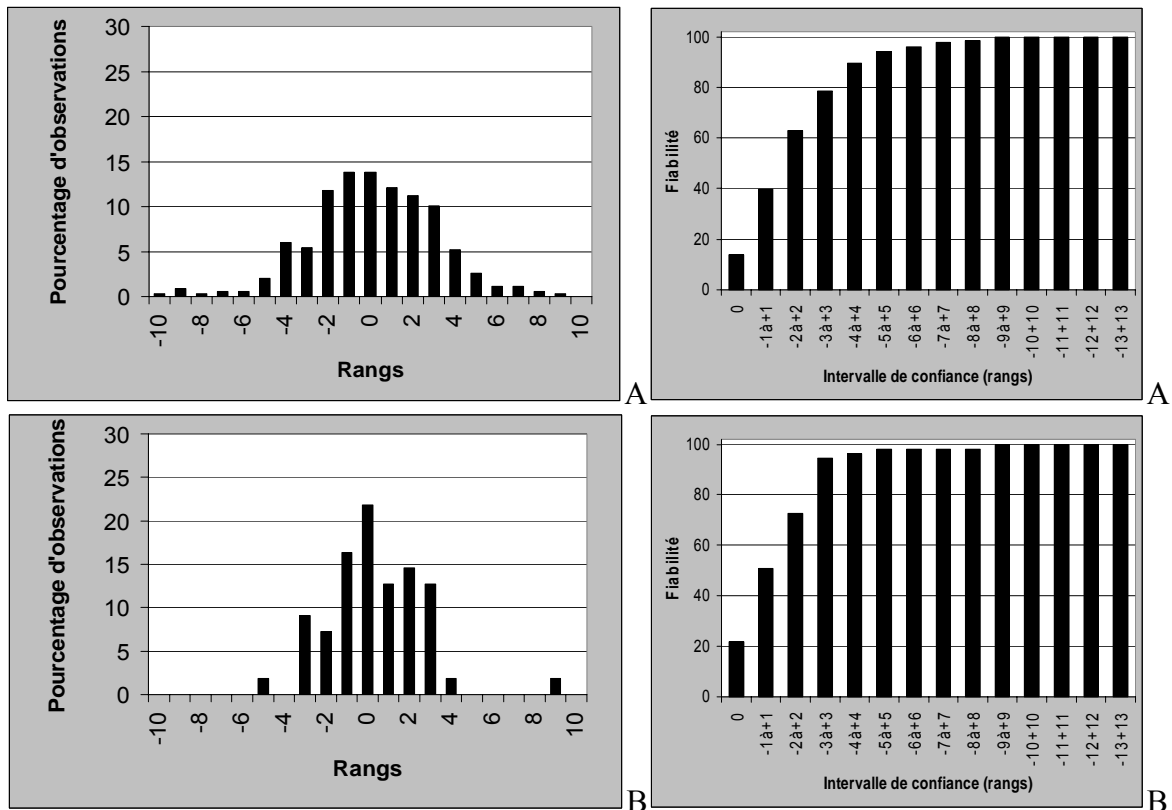 Pourcentage d'observations
30
25
20
15
10
5
0
-10
-8
-6
-4
-2
0
2
4
6
8
10
Rangs
A
Fiabilité
100
80
60
40
20
0
0
-1à+1
-2à+2
-3à+3
-4à+4
-5à+5
-6à+6
-7à+7
-8à+8
-9à+9
-10+10
-11+11
-12+12
-13+13
Intervalle de confiance (rangs)
A
Pourcentage d'observations
30
25
20
15
10
5
0
-10
-8
-6
-4
-2
0
2
4
6
8
10
Rangs
B
Fiabilité
100
80
60
40
20
0
0
-1à+1
-2à+2
-3à+3
-4à+4
-5à+5
-6à+6
-7à+7
-8à+8
-9à+9
-10+10
-11+11
-12+12
-13+13
Intervalle de confiance (rangs)
B